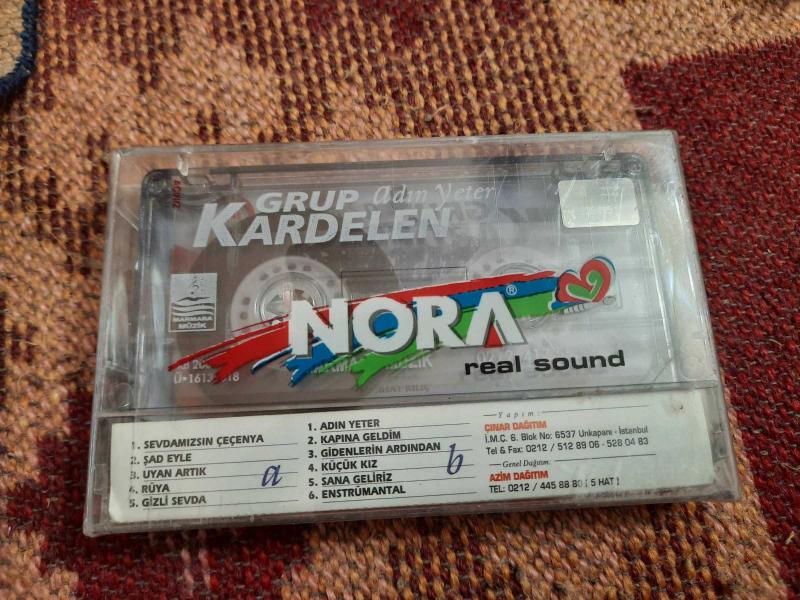 GRUP Adın Yeter
KARDELEN
MARMARA
MÜZİK
NORA®
real sound
1. SEVDAMIZSIN ÇEÇENYA
2. ŞAD EYLE
3. UYAN ARTIK
4. RÜYA
5. GİZLİ SEVDA
a
1. ADIN YETER
2. KAPINA GELDİM
3. GİDENLERİN ARDINDAN
4. KÜÇÜK KIZ
5. SANA GELİRİZ
6. ENSTRÜMANTAL
b
Yapım:
ÇINAR DAĞITIM
İ.M.Ç. 6. Blok No: 6537 Unkapanı - İstanbul
Tel & Fax: 0212 / 512 89 06 - 528 04 83
Genel Dağıtım:
AZİM DAĞITIM
TEL: 0212 / 445 88 80 ( 5 HAT )